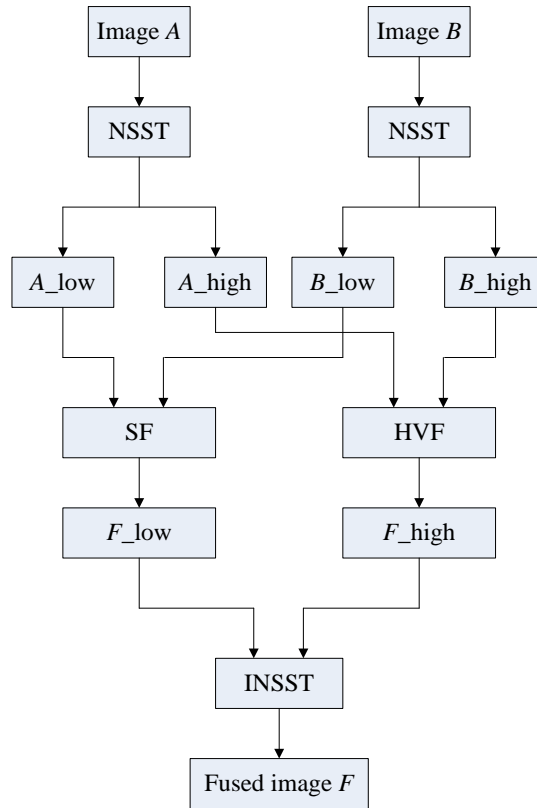 Image A
Image B
NSST
NSST
A_low
A_high
B_low
B_high
SF
HVF
F_low
F_high
INSST
Fused image F